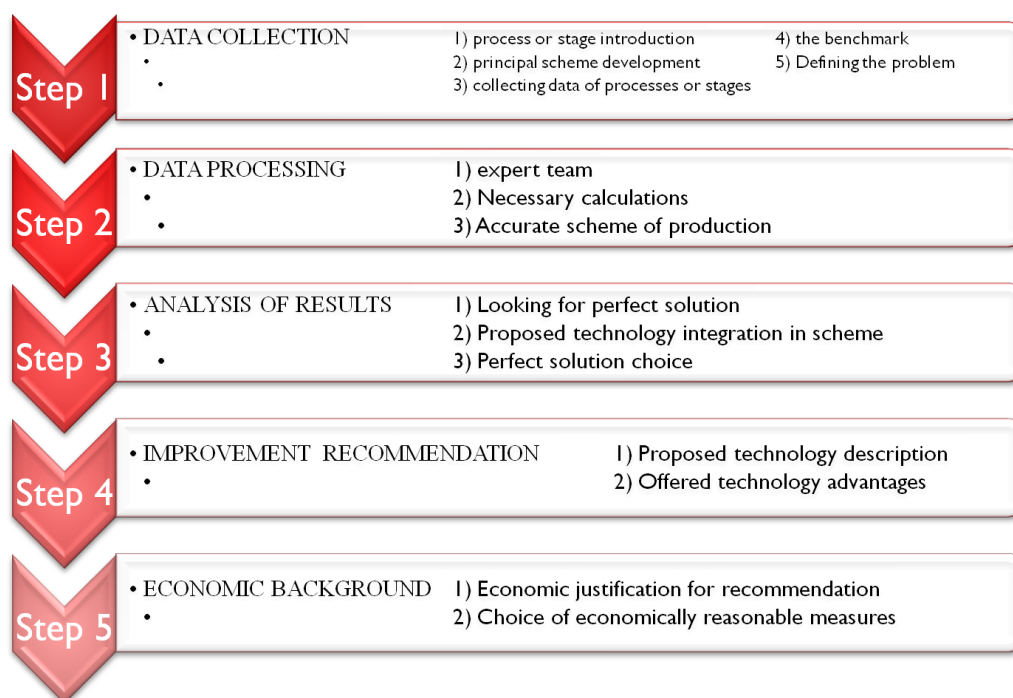 Step 1
• DATA COLLECTION
1) process or stage introduction
2) principal scheme development
3) collecting data of processes or stages
4) the benchmark
5) Defining the problem
Step 2
• DATA PROCESSING
1) expert team
2) Necessary calculations
3) Accurate scheme of production
Step 3
• ANALYSIS OF RESULTS
1) Looking for perfect solution
2) Proposed technology integration in scheme
3) Perfect solution choice
Step 4
• IMPROVEMENT RECOMMENDATION
1) Proposed technology description
2) Offered technology advantages
Step 5
• ECONOMIC BACKGROUND
1) Economic justification for recommendation
2) Choice of economically reasonable measures